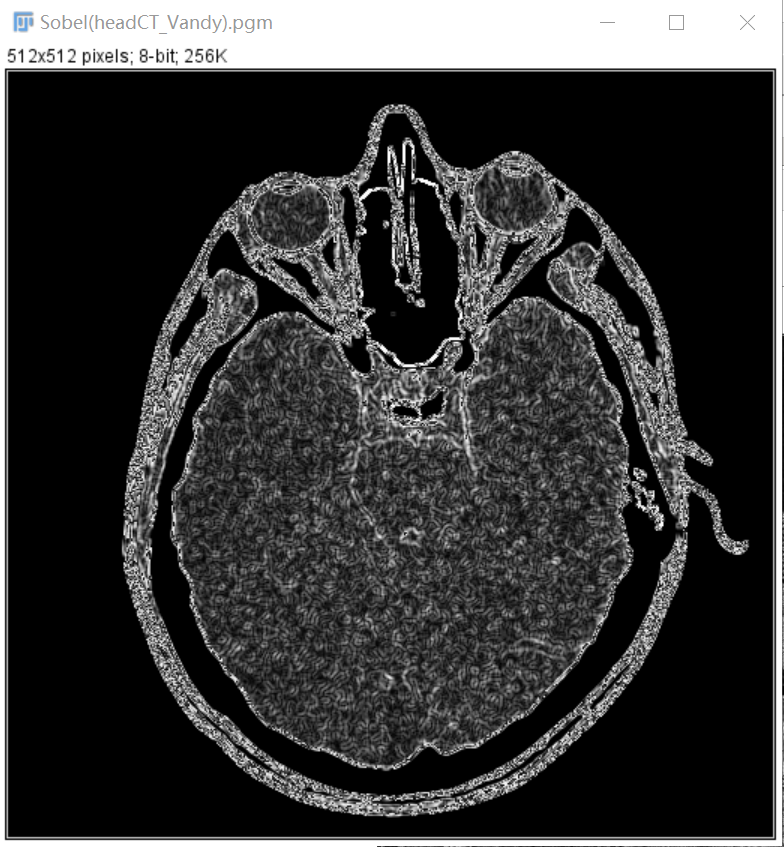 Sobel(headCT_Vandy).pgm
512x512 pixels; 8-bit; 256K